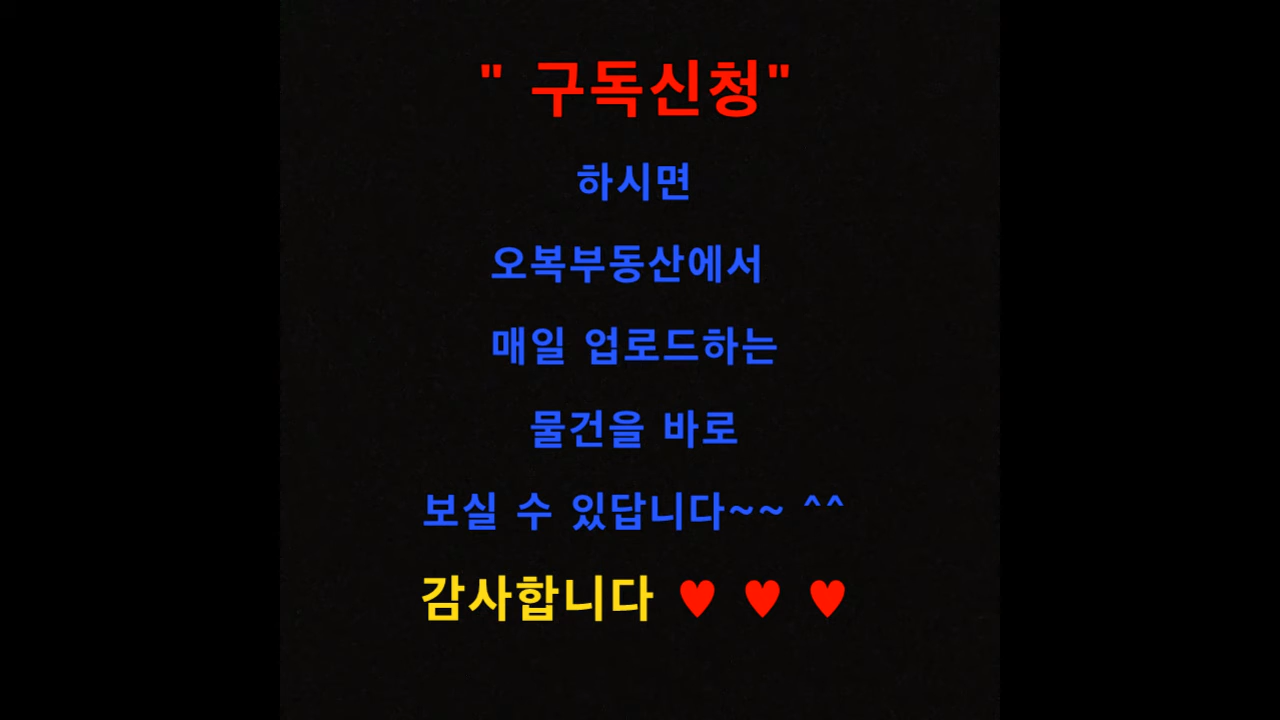 " 구독신청"
하시면
오복부동산에서
매일 업로드하는
물건을 바로
보실 수 있답니다~~ ^^
감사합니다 ♥ ♥ ♥